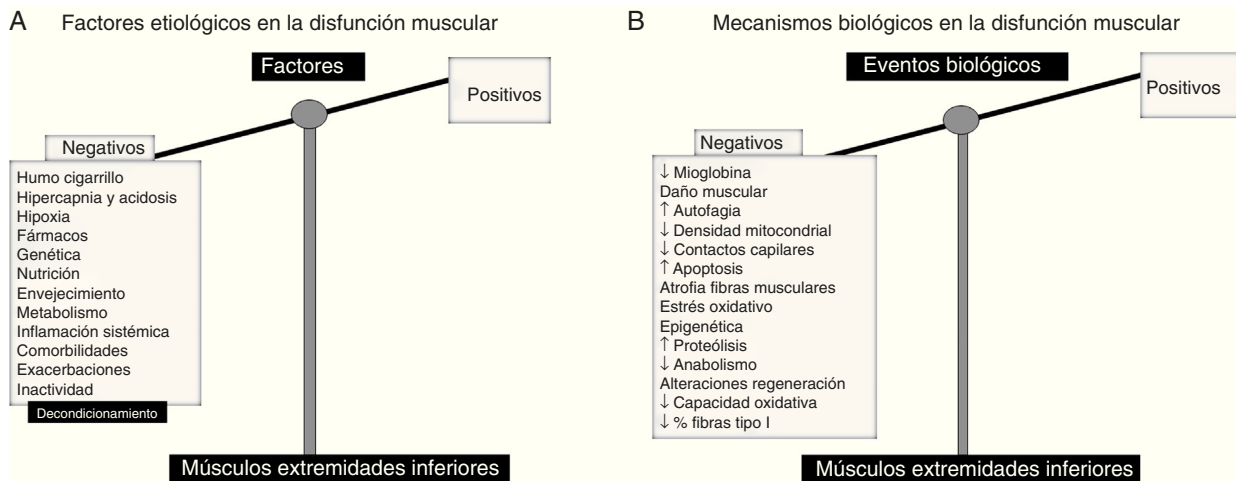 A
Factores etiológicos en la disfunción muscular
Factores
Positivos
Negativos
Humo cigarrillo
Hipercapnia y acidosis
Hipoxia
Fármacos
Genética
Nutrición
Envejecimiento
Metabolismo
Inflamación sistémica
Comorbilidades
Exacerbaciones
Inactividad
Decondicionamiento
Músculos extremidades inferiores
B
Mecanismos biológicos en la disfunción muscular
Eventos biológicos
Positivos
Negativos
↓ Mioglobina
Daño muscular
↑ Autofagia
↓ Densidad mitocondrial
↓ Contactos capilares
↑ Apoptosis
Atrofia fibras musculares
Estrés oxidativo
Epigenética
↑ Proteólisis
↓ Anabolismo
Alteraciones regeneración
↓ Capacidad oxidativa
↓ % fibras tipo I
Músculos extremidades inferiores